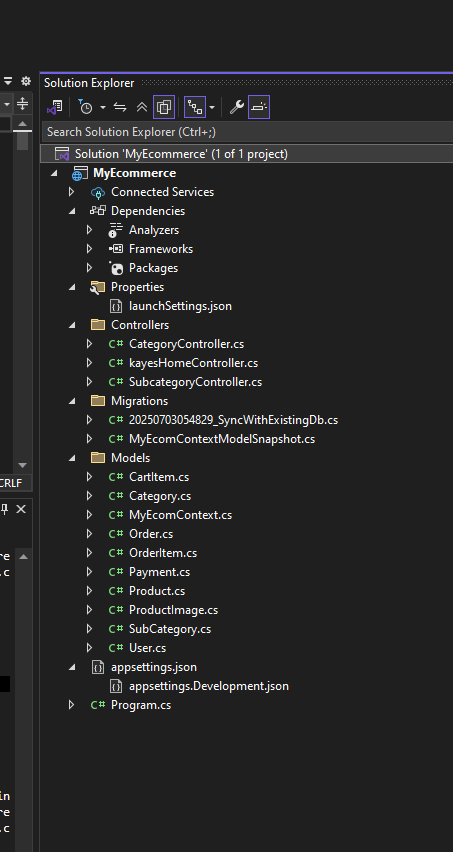 Solution Explorer
Search Solution Explorer (Ctrl+;)
Solution 'MyEcommerce' (1 of 1 project)
MyEcommerce
Connected Services
Dependencies
Analyzers
Frameworks
Packages
Properties
launchSettings.json
Controllers
C# CategoryController.cs
C# kayesHomeController.cs
C# SubcategoryController.cs
Migrations
C# 20250703054829_SyncWithExistingDb.cs
C# MyEcomContextModelSnapshot.cs
Models
C# CartItem.cs
CRLF
C# Category.cs
C# MyEcomContext.cs
C# Order.cs
re
C# OrderItem.cs
.c
C# Payment.cs
C# Product.cs
C# ProductImage.cs
C# SubCategory.cs
C# User.cs
appsettings.json
appsettings.Development.json
C# Program.cs
in
re
.c